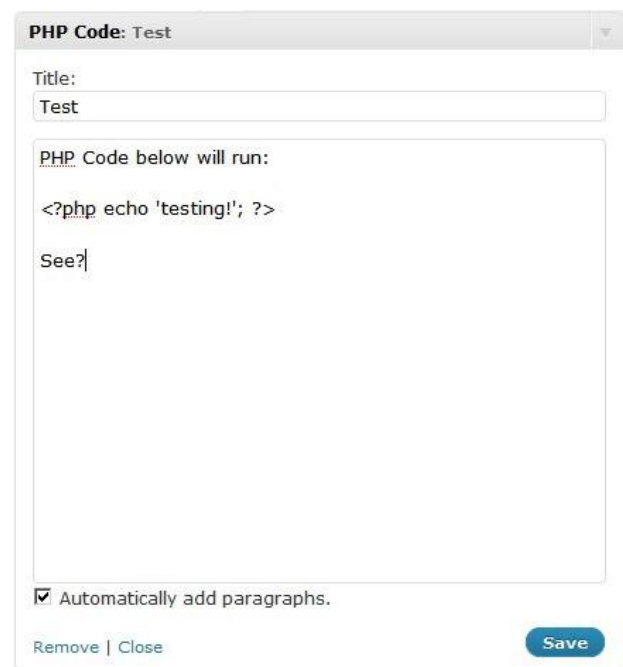 PHP Code: Test
Title:
Test
PHP Code below will run:
<?php echo 'testing!'; ?>
See?
Automatically add paragraphs.
Remove | Close
Save